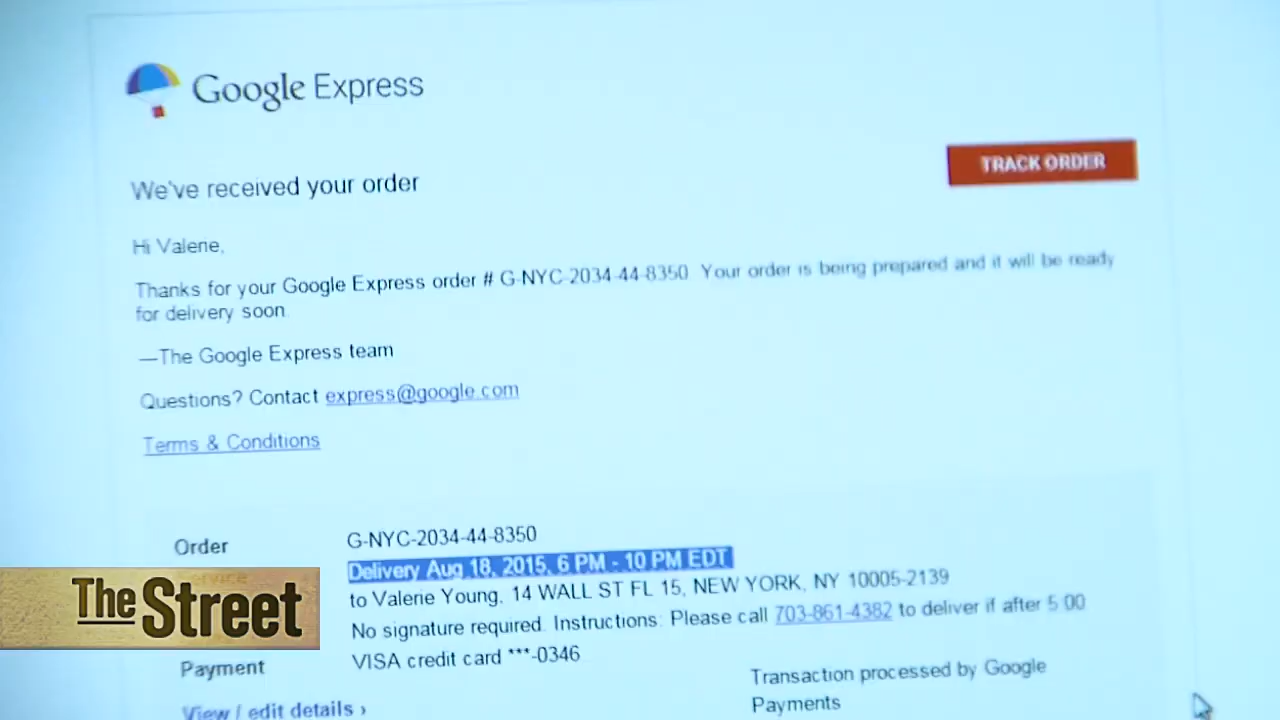 Google Express
TRACK ORDER
We've received your order
Hi Valerie,
Thanks for your Google Express order # G-NYC-2034-44-8350 Your order is being prepared and it will be ready
for delivery soon.
—The Google Express team
Questions? Contact express@google.com
Terms & Conditions
Order G-NYC-2034-44-8350
Delivery Aug 18, 2015, 6 PM - 10 PM EDT
to Valerie Young, 14 WALL ST FL 15, NEW YORK, NY 10005-2139
No signature required. Instructions: Please call 703-861-4382 to deliver if after 5:00
Payment VISA credit card ***-0346
View / edit details ›
Transaction processed by Google
Payments
The Street